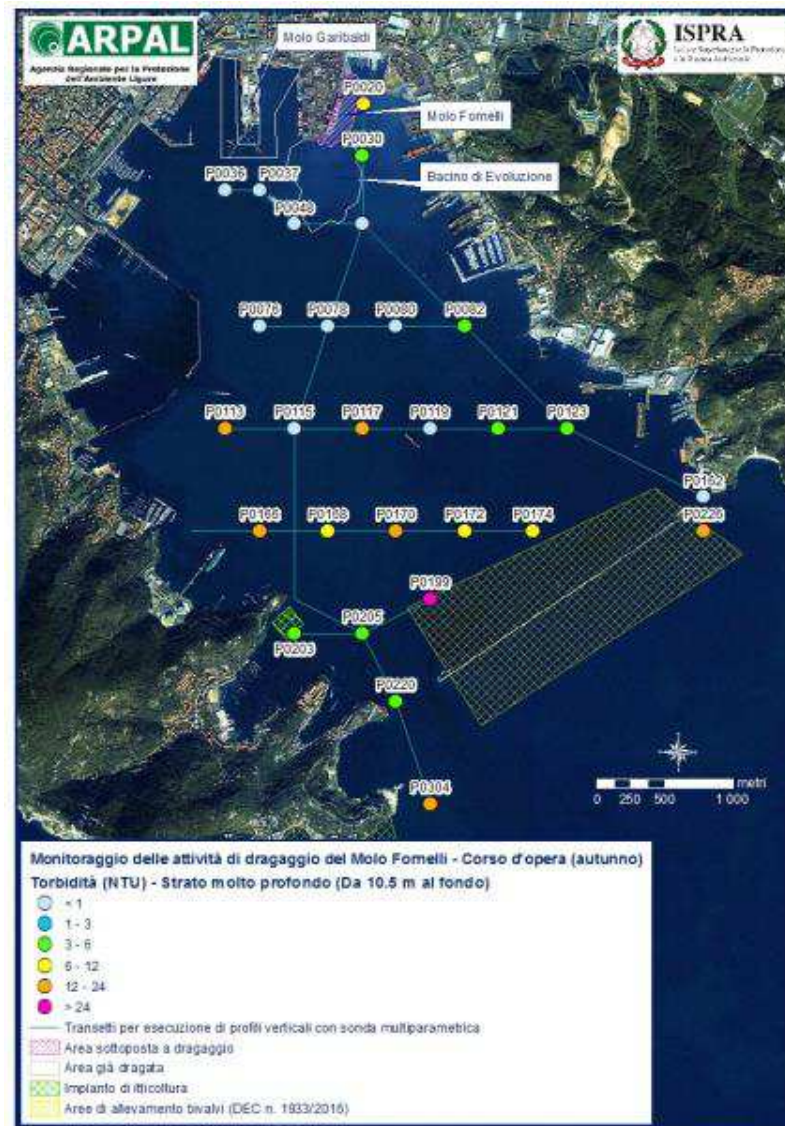 ARPAL
Agenzia Regionale per la Protezione
dell'Ambiente Ligure
Molo Garibaldi
ISPRA
P0020
Molo Fornelli
P0030
Bacino di Evoluzione
P0036
P0037
P0048
P0076
P0078
P0080
P0082
P0113
P0115
P0117
P0119
P0121
P0123
P0142
P0166
P0168
P0170
P0172
P0174
P0226
P0199
P0203
P0205
P0220
P0304
metri
0 250 500 1 000
Monitoraggio delle attività di dragaggio del Molo Fornelli - Corso d'opera (autunno)
Torbidità (NTU) - Strato molto profondo (Da 10.5 m al fondo)
< 1
1 - 3
3 - 6
6 - 12
12 - 24
> 24
Transetti per esecuzione di profili verticali con sonda multiparametrica
Area sottoposta a dragaggio
Area già dragata
Impianto di itticoltura
Aree di allevamento bivalvi (DEC n. 1933/2016)